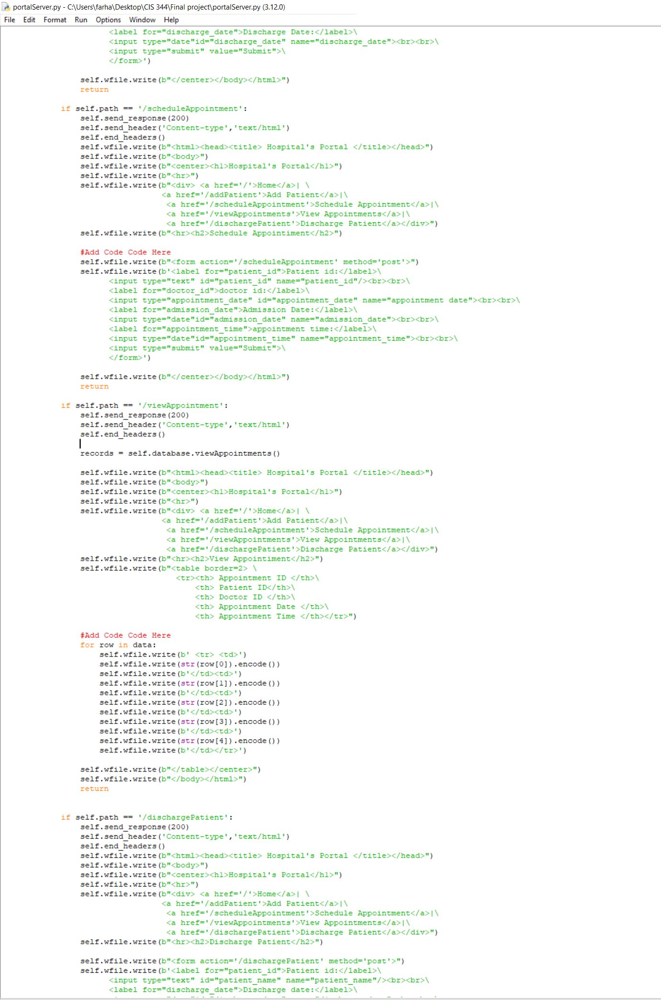 portalServer.py - C:\Users\farha\Desktop\CIS 344\Final project\portalServer.py (3.12.0)
File Edit Format Run Options Window Help
<label for="discharge_date">Discharge Date:</label>\
<input type="date"id="discharge_date" name="discharge_date"><br><br>\
<input type="submit" value="Submit">\
</form>')
self.wfile.write(b"</center></body></html>")
return
if self.path == '/scheduleAppointment':
self.send_response(200)
self.send_header('Content-type','text/html')
self.end_headers()
self.wfile.write(b"<html><head><title> Hospital's Portal </title></head>")
self.wfile.write(b"<body>")
self.wfile.write(b"<center><h1>Hospital's Portal</h1>")
self.wfile.write(b"<hr>")
self.wfile.write(b"<div> <a href='/'>Home</a>| \
<a href='/addPatient'>Add Patient</a>|\
<a href='/scheduleAppointment'>Schedule Appointment</a>|\
<a href='/viewAppointments'>View Appointments</a>|\
<a href='/dischargePatient'>Discharge Patient</a></div>")
self.wfile.write(b"<hr><h2>Schedule Appointiment</h2>")
#Add Code Code Here
self.wfile.write(b"<form action='/scheduleAppointment' method='post'>")
self.wfile.write(b'<label for="patient_id">Patient id:</label>\
<input type="text" id="patient_id" name="patient_id"/><br><br>\
<label for="doctor_id">doctor id:</label>\
<input type="appointment_date" id="appointment_date" name="appointment date"><br><br>\
<label for="admission_date">Admission Date:</label>\
<input type="date"id="admission_date" name="admission_date"><br><br>\
<label for="appointment_time">appointment time:</label>\
<input type="date"id="appointment_time" name="appointment_time"><br><br>\
<input type="submit" value="Submit">\
</form>')
self.wfile.write(b"</center></body></html>")
return
if self.path == '/viewAppointment':
self.send_response(200)
self.send_header('Content-type','text/html')
self.end_headers()
records = self.database.viewAppointments()
self.wfile.write(b"<html><head><title> Hospital's Portal </title></head>")
self.wfile.write(b"<body>")
self.wfile.write(b"<center><h1>Hospital's Portal</h1>")
self.wfile.write(b"<hr>")
self.wfile.write(b"<div> <a href='/'>Home</a>| \
<a href='/addPatient'>Add Patient</a>|\
<a href='/scheduleAppointment'>Schedule Appointment</a>|\
<a href='/viewAppointments'>View Appointments</a>|\
<a href='/dischargePatient'>Discharge Patient</a></div>")
self.wfile.write(b"<hr><h2>View Appointiment</h2>")
self.wfile.write(b"<table border=2> \
<tr><th> Appointment ID </th>\
<th> Patient ID</th>\
<th> Doctor ID </th>\
<th> Appointment Date </th>\
<th> Appointment Time </th></tr>")
#Add Code Code Here
for row in data:
self.wfile.write(b' <tr> <td>')
self.wfile.write(str(row[0]).encode())
self.wfile.write(b'</td><td>')
self.wfile.write(str(row[1]).encode())
self.wfile.write(b'</td><td>')
self.wfile.write(str(row[2]).encode())
self.wfile.write(b'</td><td>')
self.wfile.write(str(row[3]).encode())
self.wfile.write(b'</td><td>')
self.wfile.write(str(row[4]).encode())
self.wfile.write(b'</td></tr>')
self.wfile.write(b"</table></center>")
self.wfile.write(b"</body></html>")
return
if self.path == '/dischargePatient':
self.send_response(200)
self.send_header('Content-type','text/html')
self.end_headers()
self.wfile.write(b"<html><head><title> Hospital's Portal </title></head>")
self.wfile.write(b"<body>")
self.wfile.write(b"<center><h1>Hospital's Portal</h1>")
self.wfile.write(b"<hr>")
self.wfile.write(b"<div> <a href='/'>Home</a>| \
<a href='/addPatient'>Add Patient</a>|\
<a href='/scheduleAppointment'>Schedule Appointment</a>|\
<a href='/viewAppointments'>View Appointments</a>|\
<a href='/dischargePatient'>Discharge Patient</a></div>")
self.wfile.write(b"<hr><h2>Discharge Patient</h2>")
self.wfile.write(b"<form action='/dischargePatient' method='post'>")
self.wfile.write(b'<label for="patient_id">Patient id:</label>\
<input type="text" id="patient_name" name="patient_name"/><br><br>\
<label for="discharge_date">Discharge date:</label>\